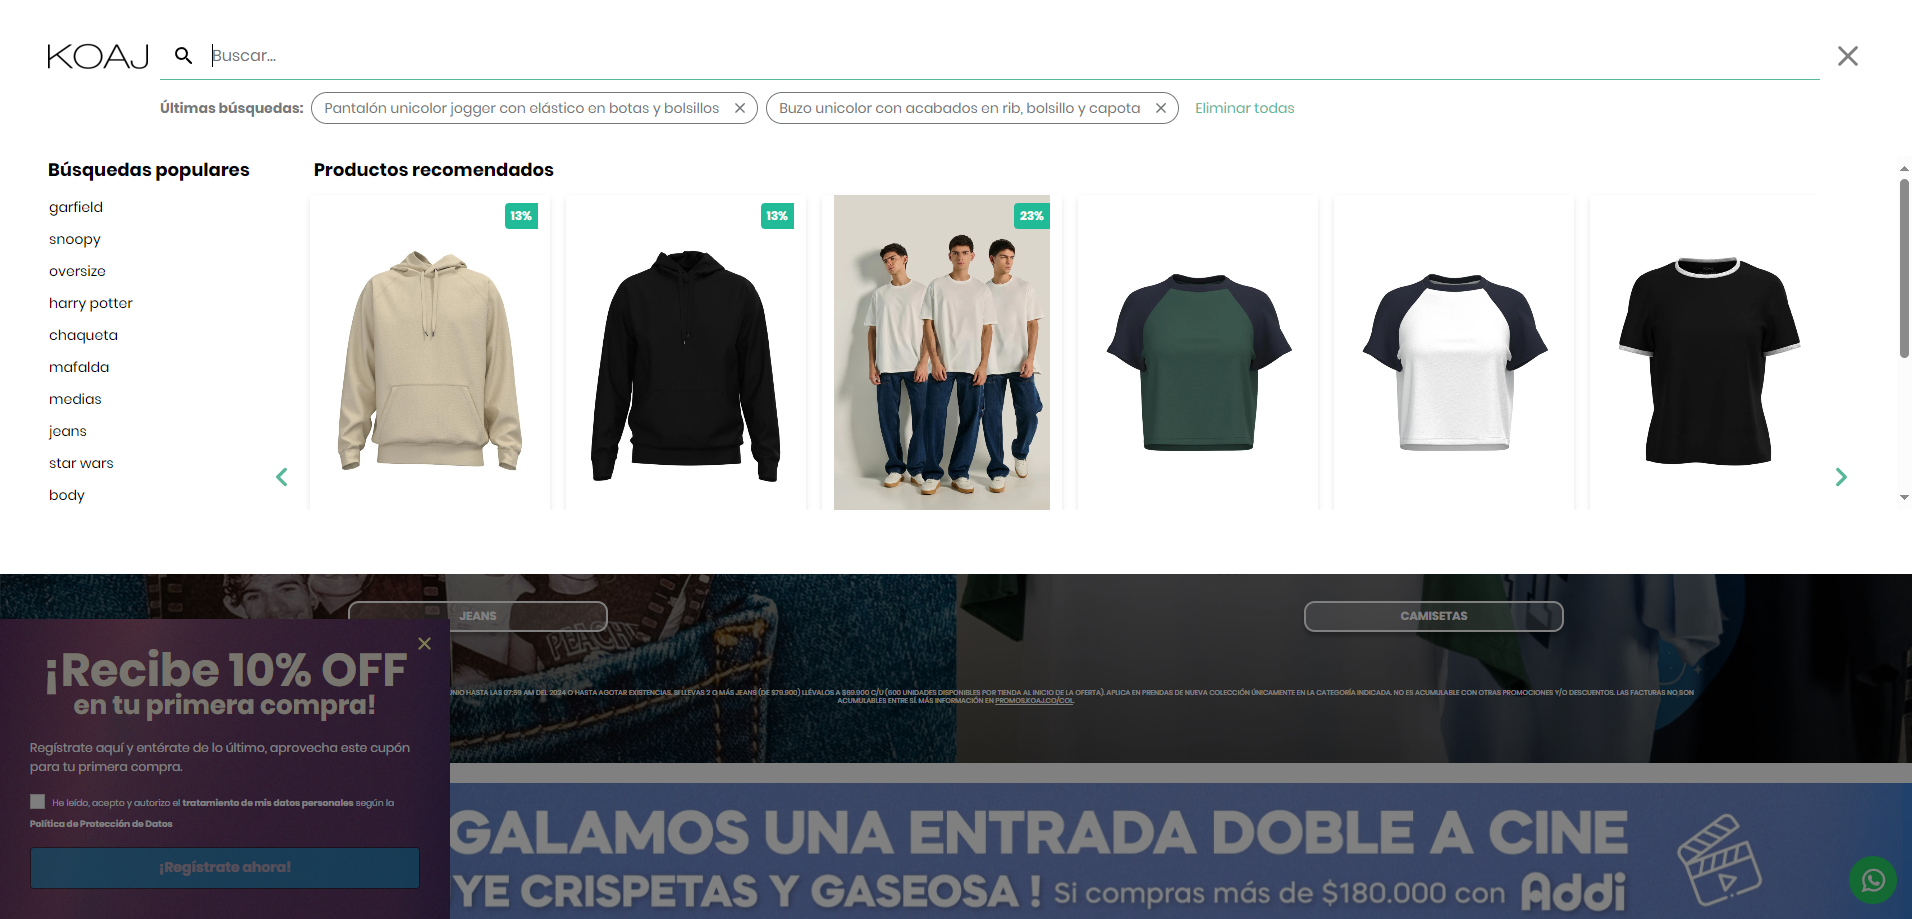 KOAJ
Buscar...
Últimas búsquedas: Pantalón unicolor jogger con elástico en botas y bolsillos Buzo unicolor con acabados en rib, bolsillo y capota Eliminar todas
Búsquedas populares
garfield
snoopy
oversize
harry potter
chaqueta
mafalda
medias
jeans
star wars
body
Productos recomendados
13%
13%
23%
JEANS
CAMISETAS
PEACHY
UNIO HASTA LAS 07:59 AM DEL 2024 O HASTA AGOTAR EXISTENCIAS. SI LLEVAS 2 O MÁS JEANS (DE $79.900) LLÉVALOS A $69.900 C/U (600 UNIDADES DISPONIBLES POR TIENDA AL INICIO DE LA OFERTA). APLICA EN PRENDAS DE NUEVA COLECCIÓN ÚNICAMENTE EN LA CATEGORÍA INDICADA. NO ES ACUMULABLE CON OTRAS PROMOCIONES Y/O DESCUENTOS. LAS FACTURAS NO SON
ACUMULABLES ENTRE SÍ. MÁS INFORMACIÓN EN PROMOS.KOAJ.CO/COL.
¡Recibe 10% OFF
en tu primera compra!
Regístrate aquí y entérate de lo último, aprovecha este cupón
para tu primera compra.
He leído, acepto y autorizo el tratamiento de mis datos personales según la
Política de Protección de Datos
¡Regístrate ahora!
GALAMOS UNA ENTRADA DOBLE A CINE
YE CRISPETAS Y GASEOSA ! Si compras más de $180.000 con Addi